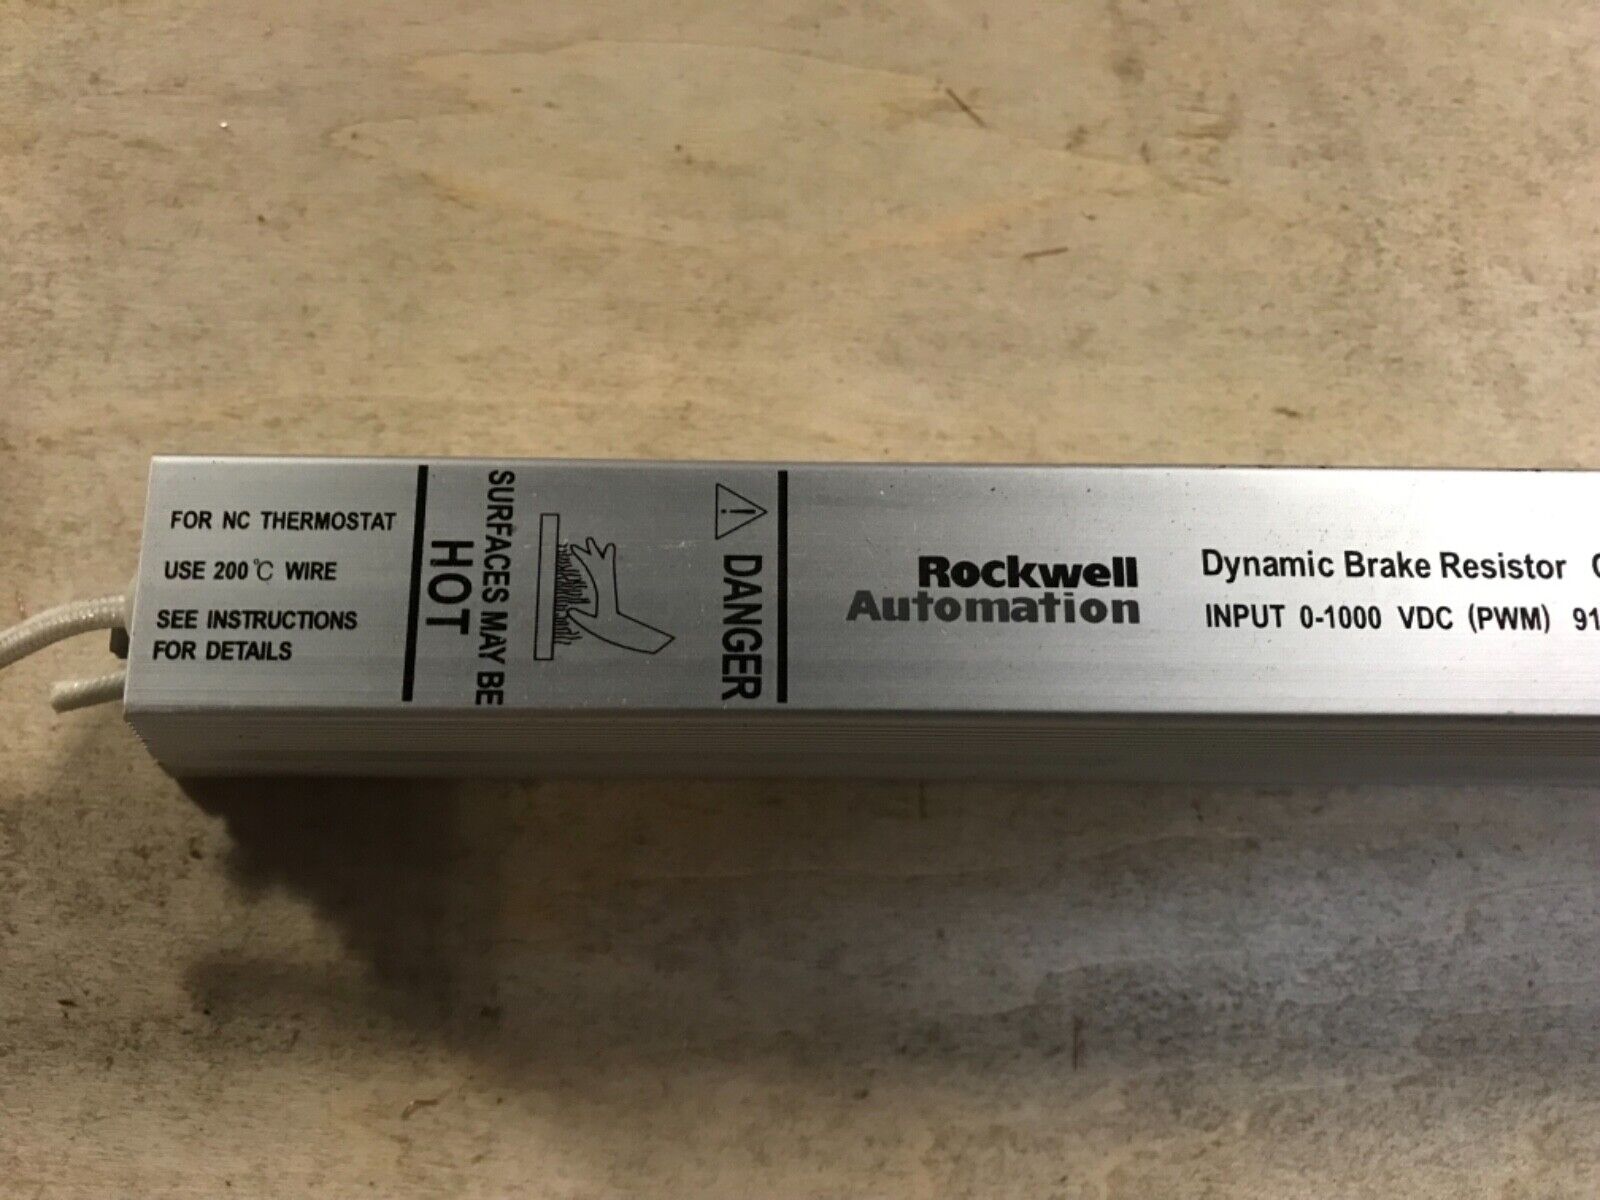 FOR NC THERMOSTAT
USE 200℃ WIRE
SEE INSTRUCTIONS
FOR DETAILS
SURFACES MAY BE
HOT
DANGER
Rockwell
Automation
Dynamic Brake Resistor
INPUT 0-1000 VDC (PWM) 91